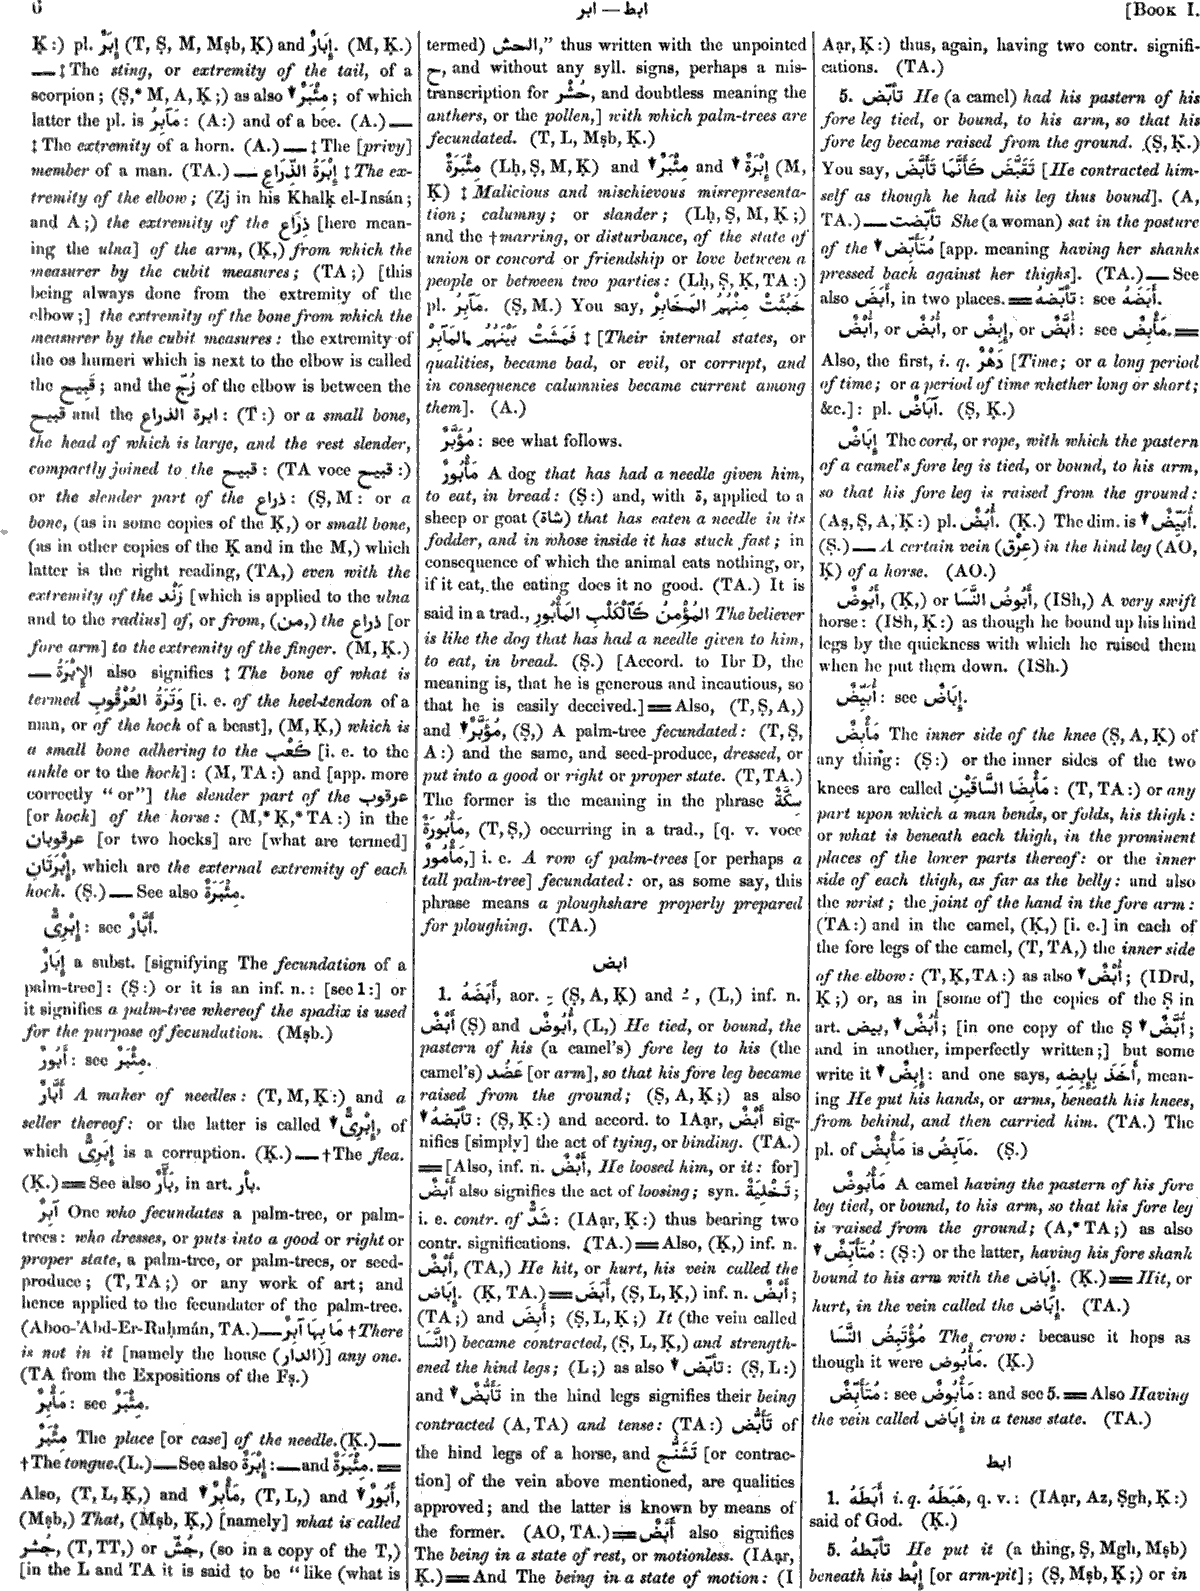 6
ابر — ابط
[BOOK I.
Ḳ:) pl. إِبَرٌ (T, Ṣ, M, Mṣb, Ḳ) and إِبَارٌ. (M, Ḳ.)
— ‡ The sting, or extremity of the tail, of a
scorpion; (Ṣ,* M, A, Ḳ;) as also ▼ مِئْبَرٌ; of which
latter the pl. is مَآبِرُ: (A:) and of a bee. (A.) —
‡ The extremity of a horn. (A.) — ‡ The [privy]
member of a man. (TA.) — إِبْرَةُ الذِّرَاعِ ‡ The ex-
tremity of the elbow; (Zj in his Khalḳ el-Insán;
and A;) the extremity of the ذِرَاع [here mean-
ing the ulna] of the arm, (Ḳ,) from which the
measurer by the cubit measures; (TA;) [this
being always done from the extremity of the
elbow;] the extremity of the bone from which the
measurer by the cubit measures: the extremity of
the os humeri which is next to the elbow is called
the قَبِيح; and the زُجّ of the elbow is between the
قبيح and the ابرة الذراع: (T:) or a small bone,
the head of which is large, and the rest slender,
compactly joined to the قبيح: (TA voce قبيح:)
or the slender part of the ذراع: (Ṣ, M: or a
bone, (as in some copies of the Ḳ,) or small bone,
(as in other copies of the Ḳ and in the M,) which
latter is the right reading, (TA,) even with the
extremity of the زَنْد [which is applied to the ulna
and to the radius] of, or from, (من,) the ذراع [or
fore arm] to the extremity of the finger. (M, Ḳ.)
— الإِبْرَةُ also signifies ‡ The bone of what is
termed وَتَرَةُ العُرْقُوبِ [i. e. of the heel-tendon of a
man, or of the hock of a beast], (M, Ḳ,) which is
a small bone adhering to the كَعْب [i. e. to the
ankle or to the hock]: (M, TA:) and [app. more
correctly “or”] the slender part of the عرقوب
[or hock] of the horse: (M,* Ḳ,* TA:) in the
عرقوبان [or two hocks] are [what are termed]
إِبْرَتَانِ, which are the external extremity of each
hock. (Ṣ.) — See also مِئْبَرَةٌ.
إِبْرِىٌّ: see أَبَّارٌ.
إِبَارٌ a subst. [signifying The fecundation of a
palm-tree]: (Ṣ:) or it is an inf. n.: [see 1:] or
it signifies a palm-tree whereof the spadix is used
for the purpose of fecundation. (Mṣb.)
أَبُورٌ: see مِئْبَرٌ.
أَبَّارٌ A maker of needles: (T, M, Ḳ:) and a
seller thereof: or the latter is called ▼ إِبْرِىٌّ, of
which إِبَرِىٌّ is a corruption. (Ḳ.) — † The flea.
(Ḳ.) = See also بَأَّرٌ, in art. بأر.
آبِرٌ One who fecundates a palm-tree, or palm-
trees: who dresses, or puts into a good or right or
proper state, a palm-tree, or palm-trees, or seed-
produce; (T, TA;) or any work of art; and
hence applied to the fecundater of the palm-tree.
(Aboo-’Abd-Er-Raḥmán, TA.) — مَا بِهَا آبِرٌ † There
is not in it [namely the house (الدار)] any one.
(TA from the Expositions of the Fṣ.)
مَأْبِرٌ: see مِئْبَرٌ.
مِئْبَرٌ The place [or case] of the needle. (Ḳ.) —
† The tongue. (L.) — See also إِبْرَةٌ: — and مِئْبَرَةٌ. =
Also, (T, L, Ḳ,) and ▼ مَأْبِرٌ, (T, L,) and ▼ أَبُورٌ,
(Mṣb,) That, (Mṣb, Ḳ,) [namely] what is called
حُشْر, (T, TT,) or حُشّ, (so in a copy of the T,)
[in the L and TA it is said to be “like (what is
termed) الحش,” thus written with the unpointed
ح, and without any syll. signs, perhaps a mis-
transcription for حُشْر, and doubtless meaning the
anthers, or the pollen,] with which palm-trees are
fecundated. (T, L, Mṣb, Ḳ.)
مِئْبَرَةٌ (Lḥ, Ṣ, M, Ḳ) and ▼ مِئْبَرٌ and ▼ إِبْرَةٌ (M,
Ḳ) ‡ Malicious and mischievous misrepresenta-
tion; calumny; or slander; (Lḥ, Ṣ, M, Ḳ;)
and the † marring, or disturbance, of the state of
union or concord or friendship or love between a
people or between two parties: (Lḥ, Ṣ, Ḳ, TA:)
pl. مَآبِرُ. (Ṣ, M.) You say, خَبُثَتْ مِنْهُمُ المَخَابِرُ
فَمَشَتْ بَيْنَهُمُ المَآبِرُ ‡ [Their internal states, or
qualities, became bad, or evil, or corrupt, and
in consequence calumnies became current among
them]. (A.)
مُؤَبَّرٌ: see what follows.
مَأْبُورٌ A dog that has had a needle given him,
to eat, in bread: (Ṣ:) and, with ة, applied to a
sheep or goat (شاة) that has eaten a needle in its
fodder, and in whose inside it has stuck fast; in
consequence of which the animal eats nothing, or,
if it eat, the eating does it no good. (TA.) It is
said in a trad., المُؤْمِنُ كَالْكَلْبِ المَأْبُورِ The believer
is like the dog that has had a needle given to him,
to eat, in bread. (Ṣ.) [Accord. to Ibr D, the
meaning is, that he is generous and incautious, so
that he is easily deceived.] = Also, (T, Ṣ, A,)
and ▼ مُؤَبَّرٌ, (Ṣ,) A palm-tree fecundated: (T, Ṣ,
A:) and the same, and seed-produce, dressed, or
put into a good or right or proper state. (T, TA.)
The former is the meaning in the phrase سِكَّةٌ
مَأْبُورَةٌ, (T, Ṣ,) occurring in a trad., [q. v. voce
مَأْمُورٌ,] i. e. A row of palm-trees [or perhaps a
tall palm-tree] fecundated: or, as some say, this
phrase means a ploughshare properly prepared
for ploughing. (TA.)
ابض
1. أَبَضَهُ, aor. ـِ (Ṣ, A, Ḳ) and ـُ , (L,) inf. n.
أَبْضٌ (Ṣ) and أُبُوضٌ, (L,) He tied, or bound, the
pastern of his (a camel’s) fore leg to his (the
camel’s) عَضُد [or arm], so that his fore leg became
raised from the ground; (Ṣ, A, Ḳ;) as also
▼ تأبّضهُ: (Ṣ, Ḳ:) and accord. to IAạr, أَبْضٌ sig-
nifies [simply] the act of tying, or binding. (TA.)
= [Also, inf. n. أَبْضٌ, He loosed him, or it: for]
أَبْضٌ also signifies the act of loosing; syn. تَخْلِيَةٌ;
i. e. contr. of شَدٌّ: (IAạr, Ḳ:) thus bearing two
contr. significations. (TA.) = Also, (Ḳ,) inf. n.
أَبْضٌ, (TA,) He hit, or hurt, his vein called the
إِبَاض. (Ḳ, TA.) = أَبَضَ, (Ṣ, L, Ḳ,) inf. n. أَبْضٌ;
(TA;) and أَبِضَ; (Ṣ, L, Ḳ;) It (the vein called
النَّسَا) became contracted, (Ṣ, L, Ḳ,) and strength-
ened the hind legs; (L;) as also ▼ تأبّض: (Ṣ, L:)
and ▼ تَأَبُّضٌ in the hind legs signifies their being
contracted (A, TA) and tense: (TA:) تَأَبُّض of
the hind legs of a horse, and تَشَنُّج [or contrac-
tion] of the vein above mentioned, are qualities
approved; and the latter is known by means of
the former. (AO, TA.) = أَبْضٌ also signifies
The being in a state of rest, or motionless. (IAạr,
Ḳ.) = And The being in a state of motion: (I
Aạr, Ḳ:) thus, again, having two contr. signifi-
cations. (TA.)
5. تأبّض He (a camel) had his pastern of his
fore leg tied, or bound, to his arm, so that his
fore leg became raised from the ground. (Ṣ, Ḳ.)
You say, تَقَبَّضَ كَأَنَّمَا تَأَبَّضَ [He contracted him-
self as though he had his leg thus bound]. (A,
TA.) — تأبّضت She (a woman) sat in the posture
of the ▼ مُتَأَبِّض [app. meaning having her shanks
pressed back against her thighs]. (TA.) — See
also أَبَضَ, in two places. = تأبّضهُ: see أَبَضَهُ.
أُبْضٌ, or أُبُضٌ, or إِبِضٌ, or أُبَّضٌ: see مَأْبِضٌ. =
Also, the first, i. q. دَهْرٌ [Time; or a long period
of time; or a period of time whether long or short;
&c.]: pl. آبَاضٌ. (Ṣ, Ḳ.)
إِبَاضٌ The cord, or rope, with which the pastern
of a camel’s fore leg is tied, or bound, to his arm,
so that his fore leg is raised from the ground:
(Aṣ, Ṣ, A, Ḳ:) pl. أُبُضٌ. (Ḳ.) The dim. is ▼ أُبَيِّضٌ.
(Ṣ.) — A certain vein (عِرْق) in the hind leg (AO,
Ḳ) of a horse. (AO.)
أَبُوضٌ, (Ḳ,) or أَبُوضُ النَّسَا, (ISh,) A very swift
horse: (ISh, Ḳ:) as though he bound up his hind
legs by the quickness with which he raised them
when he put them down. (ISh.)
أُبَيِّضٌ: see إِبَاضٌ.
مَأْبِضٌ The inner side of the knee (Ṣ, A, Ḳ) of
any thing: (Ṣ:) or the inner sides of the two
knees are called مَأْبِضَا السَّاقَيْنِ: (T, TA:) or any
part upon which a man bends, or folds, his thigh:
or what is beneath each thigh, in the prominent
places of the lower parts thereof: or the inner
side of each thigh, as far as the belly: and also
the wrist; the joint of the hand in the fore arm:
(TA:) and in the camel, (Ḳ,) [i. e.] in each of
the fore legs of the camel, (T, TA,) the inner side
of the elbow: (T, Ḳ, TA:) as also ▼ أُبْضٌ; (IDrd,
Ḳ;) or, as in [some of] the copies of the Ṣ in
art. بيض, ▼ أُبُضٌ; [in one copy of the Ṣ ▼ أُبَّضٌ;
and in another, imperfectly written;] but some
write it ▼ إِبِضٌ: and one says, أَخَذَ بِإِبِضِهِ, mean-
ing He put his hands, or arms, beneath his knees,
from behind, and then carried him. (TA.) The
pl. of مَأْبِضٌ is مَآبِضُ. (Ṣ.)
مَأْبُوضٌ A camel having the pastern of his fore
leg tied, or bound, to his arm, so that his fore leg
is raised from the ground; (A,* TA;) as also
▼ مُتَأَبِّضٌ: (Ṣ:) or the latter, having his fore shank
bound to his arm with the إِبَاض. (Ḳ.) = Hit, or
hurt, in the vein called the إِبَاض. (TA.)
مُؤْتَبِضُ النَّسَا The crow: because it hops as
though it were مَأْبُوض. (Ḳ.)
مُتَأَبِّضٌ: see مَأْبُوضٌ: and see 5. = Also Having
the vein called إِبَاض in a tense state. (TA.)
ابط
1. أَبَطَهُ i. q. هَبَطَهُ, q. v.: (IAạr, Az, Ṣgh, Ḳ:)
said of God. (Ḳ.)
5. تأبّطهُ He put it (a thing, Ṣ, Mgh, Mṣb)
beneath his إِبْط [or arm-pit]; (Ṣ, Mṣb, Ḳ;) or in